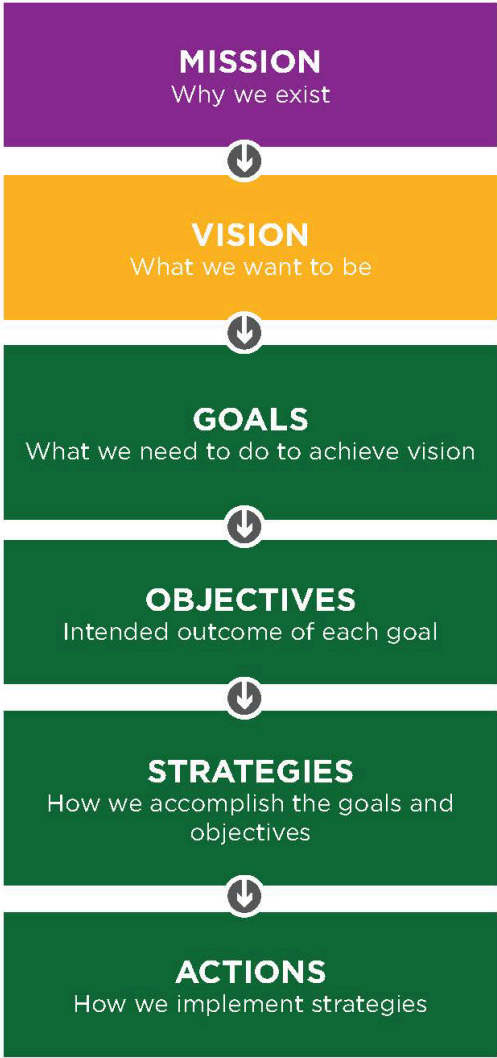 MISSION
Why we exist
VISION
What we want to be
GOALS
What we need to do to achieve vision
OBJECTIVES
Intended outcome of each goal
STRATEGIES
How we accomplish the goals and
objectives
ACTIONS
How we implement strategies